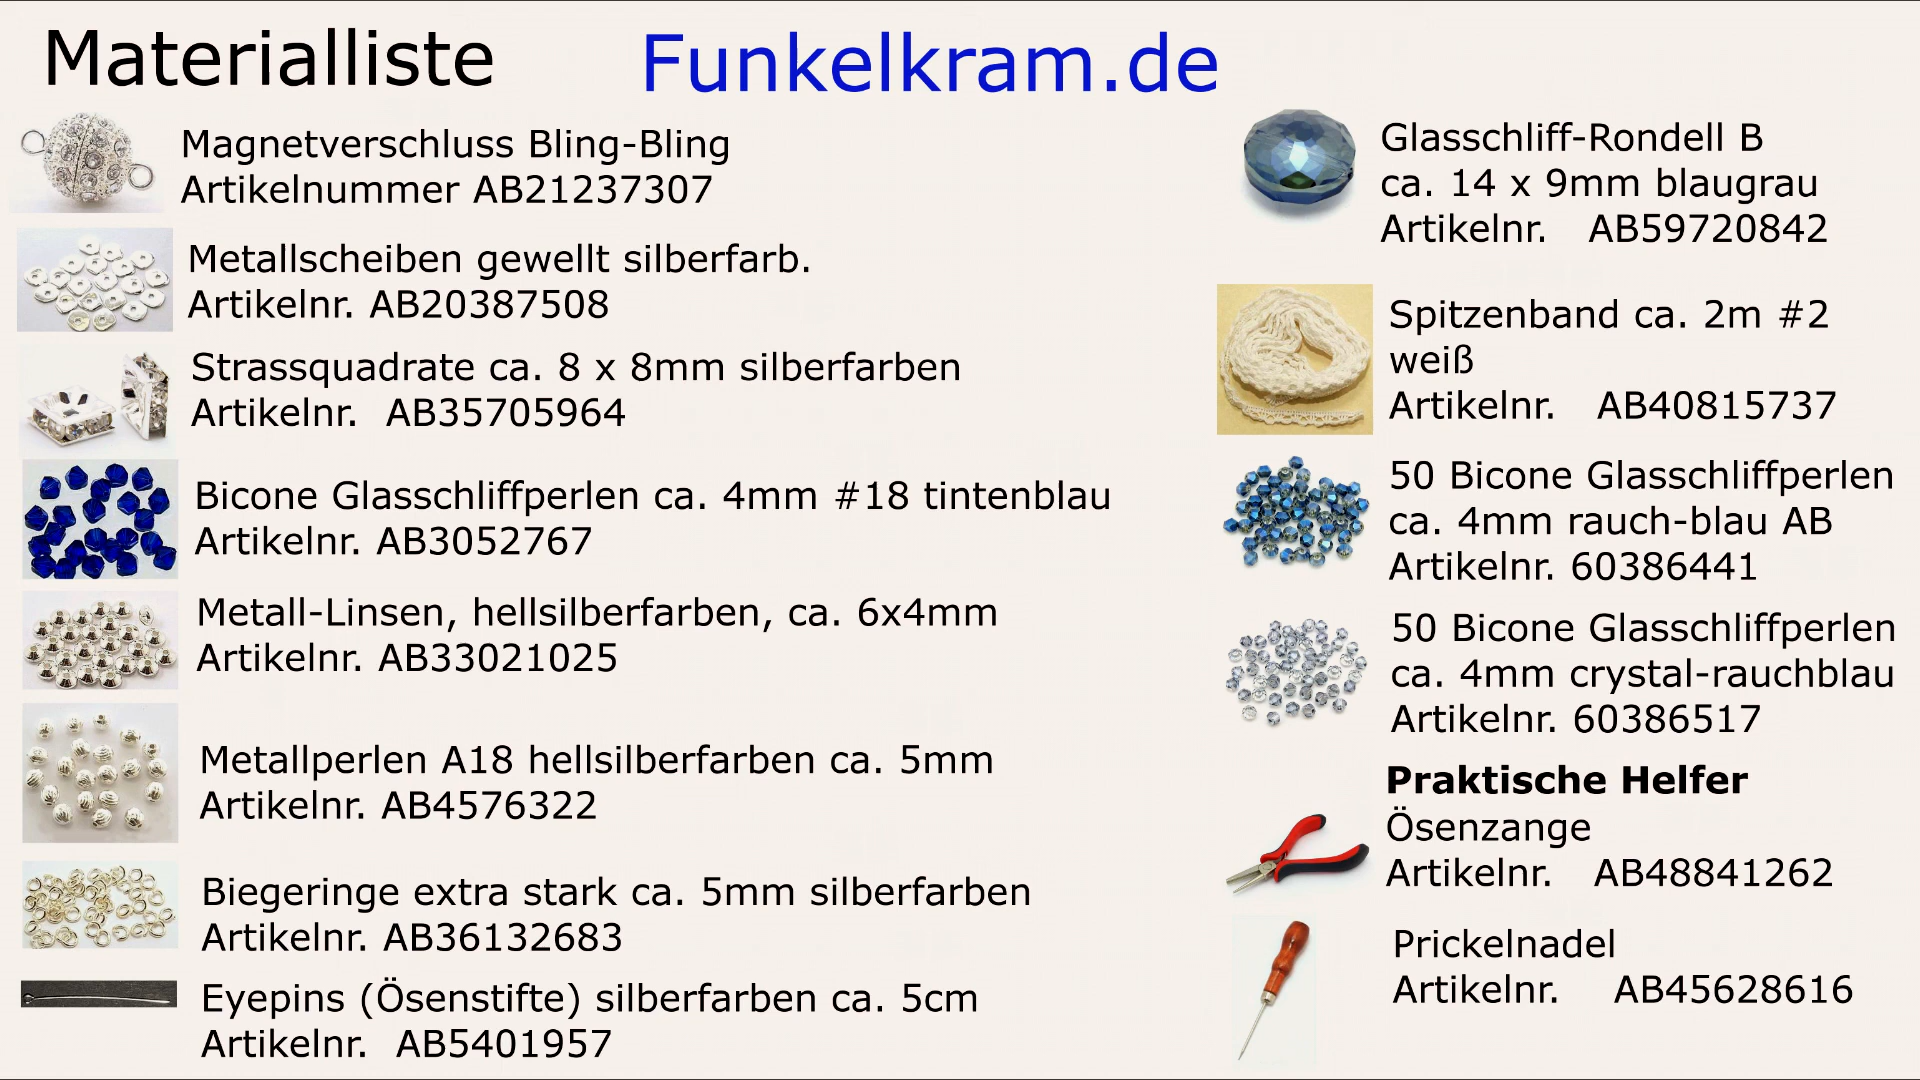 Materialliste
Funkelkram.de
Magnetverschluss Bling-Bling
Artikelnummer AB21237307
Metallscheiben gewellt silberfarb.
Artikelnr. AB20387508
Strassquadrate ca. 8 x 8mm silberfarben
Artikelnr. AB35705964
Bicone Glasschliffperlen ca. 4mm #18 tintenblau
Artikelnr. AB3052767
Metall-Linsen, hellsilberfarben, ca. 6x4mm
Artikelnr. AB33021025
Metallperlen A18 hellsilberfarben ca. 5mm
Artikelnr. AB4576322
Biegeringe extra stark ca. 5mm silberfarben
Artikelnr. AB36132683
Eyepins (Ösenstifte) silberfarben ca. 5cm
Artikelnr. AB5401957
Glasschliff-Rondell B
ca. 14 x 9mm blaugrau
Artikelnr. AB59720842
Spitzenband ca. 2m #2
weiß
Artikelnr. AB40815737
50 Bicone Glasschliffperlen
ca. 4mm rauch-blau AB
Artikelnr. 60386441
50 Bicone Glasschliffperlen
ca. 4mm crystal-rauchblau
Artikelnr. 60386517
Praktische Helfer
Ösenzange
Artikelnr. AB48841262
Prickelnadel
Artikelnr. AB45628616